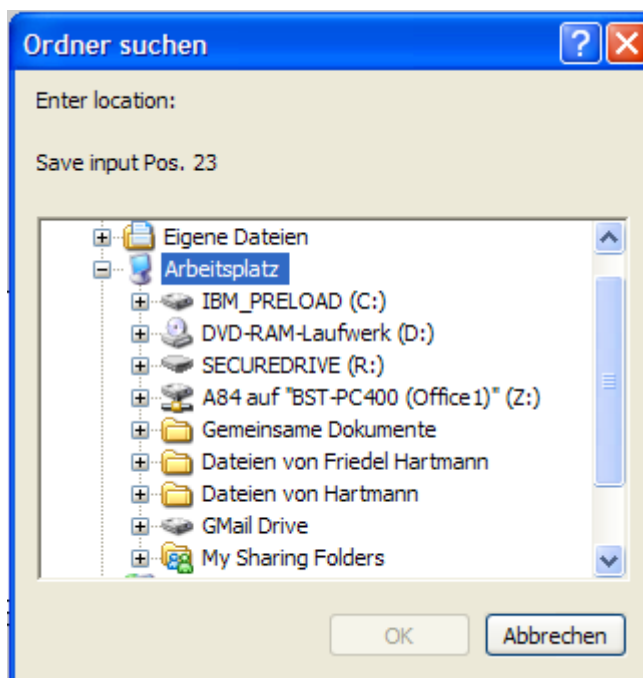 Ordner suchen
Enter location:
Save input Pos. 23
Eigene Dateien
Arbeitsplatz
IBM_PRELOAD (C:)
DVD-RAM-Laufwerk (D:)
SECUREDRIVE (R:)
A84 auf "BST-PC400 (Office1)" (Z:)
Gemeinsame Dokumente
Dateien von Friedel Hartmann
Dateien von Hartmann
GMail Drive
My Sharing Folders
OK Abbrechen